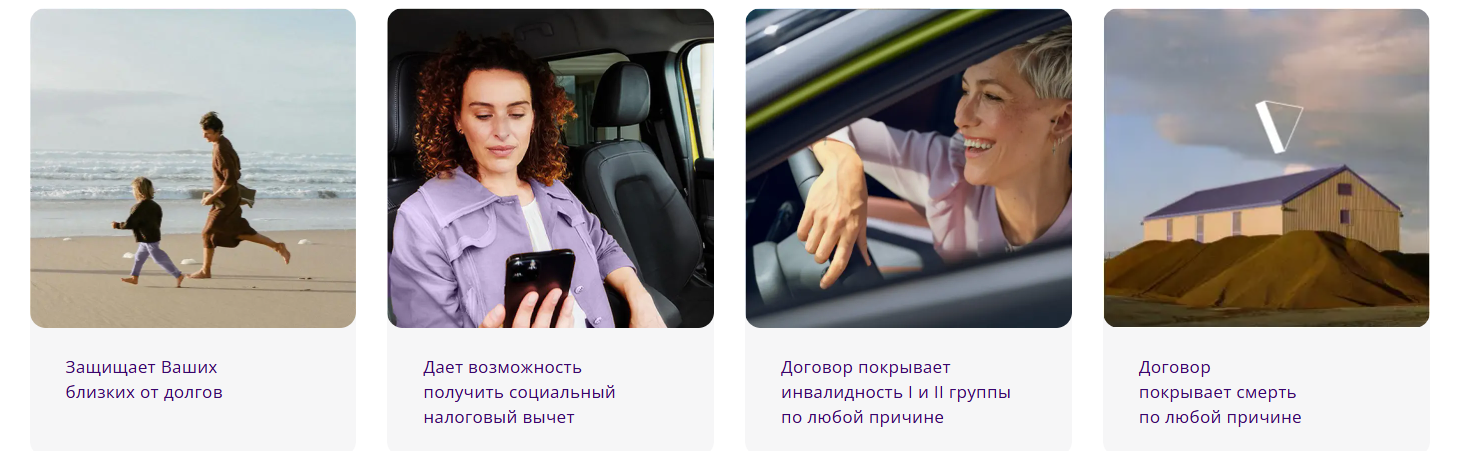 Защищает Ваших
близких от долгов
Дает возможность
получить социальный
налоговый вычет
Договор покрывает
инвалидность I и II группы
по любой причине
Договор
покрывает смерть
по любой причине